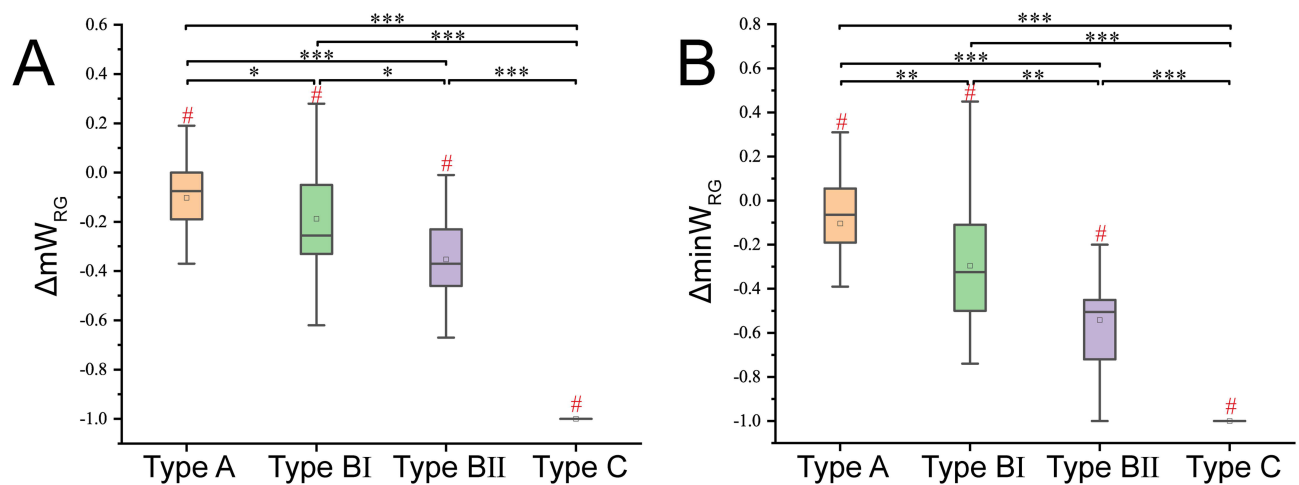 A
ΔmW_RG
0.6
0.4
0.2
0.0
-0.2
-0.4
-0.6
-0.8
-1.0
***
***
***
* * ***
# # # #
Type A Type BI Type BII Type C
B
ΔminW_RG
0.8
0.6
0.4
0.2
0.0
-0.2
-0.4
-0.6
-0.8
-1.0
***
***
***
** ** ***
# # # #
Type A Type BI Type BII Type C